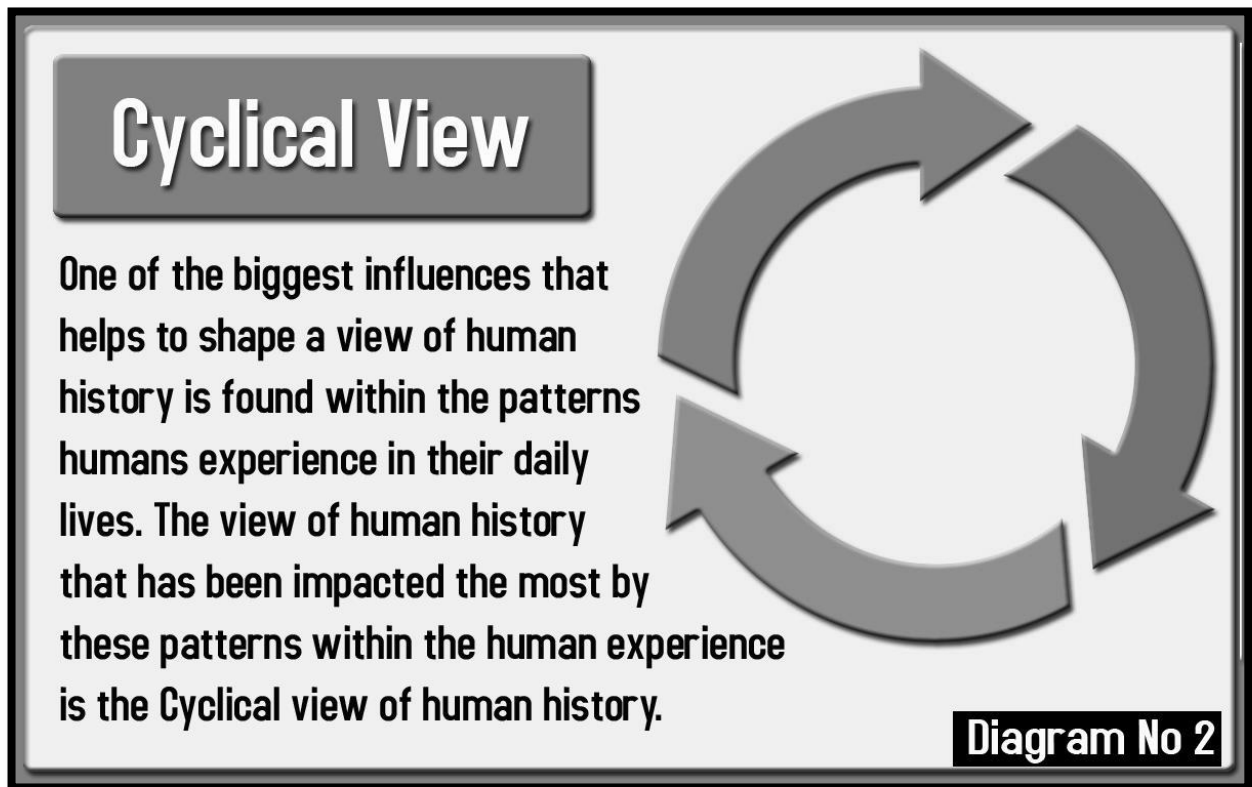 Cyclical View
One of the biggest influences that
helps to shape a view of human
history is found within the patterns
humans experience in their daily
lives. The view of human history
that has been impacted the most by
these patterns within the human experience
is the Cyclical view of human history.
Diagram No 2